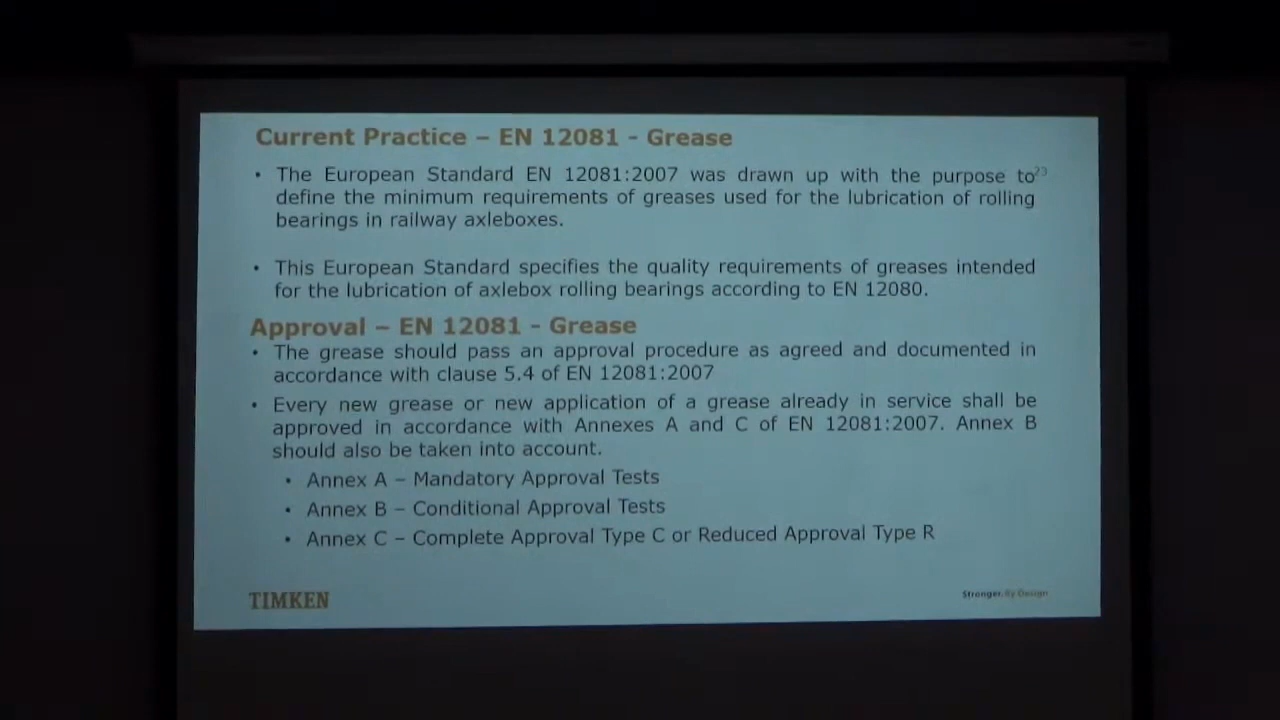 Current Practice – EN 12081 - Grease
• The European Standard EN 12081:2007 was drawn up with the purpose to
23
define the minimum requirements of greases used for the lubrication of rolling
bearings in railway axleboxes.
• This European Standard specifies the quality requirements of greases intended
for the lubrication of axlebox rolling bearings according to EN 12080.
Approval – EN 12081 - Grease
• The grease should pass an approval procedure as agreed and documented in
accordance with clause 5.4 of EN 12081:2007
• Every new grease or new application of a grease already in service shall be
approved in accordance with Annexes A and C of EN 12081:2007. Annex B
should also be taken into account.
• Annex A – Mandatory Approval Tests
• Annex B – Conditional Approval Tests
• Annex C – Complete Approval Type C or Reduced Approval Type R
TIMKEN
Stronger. By Design